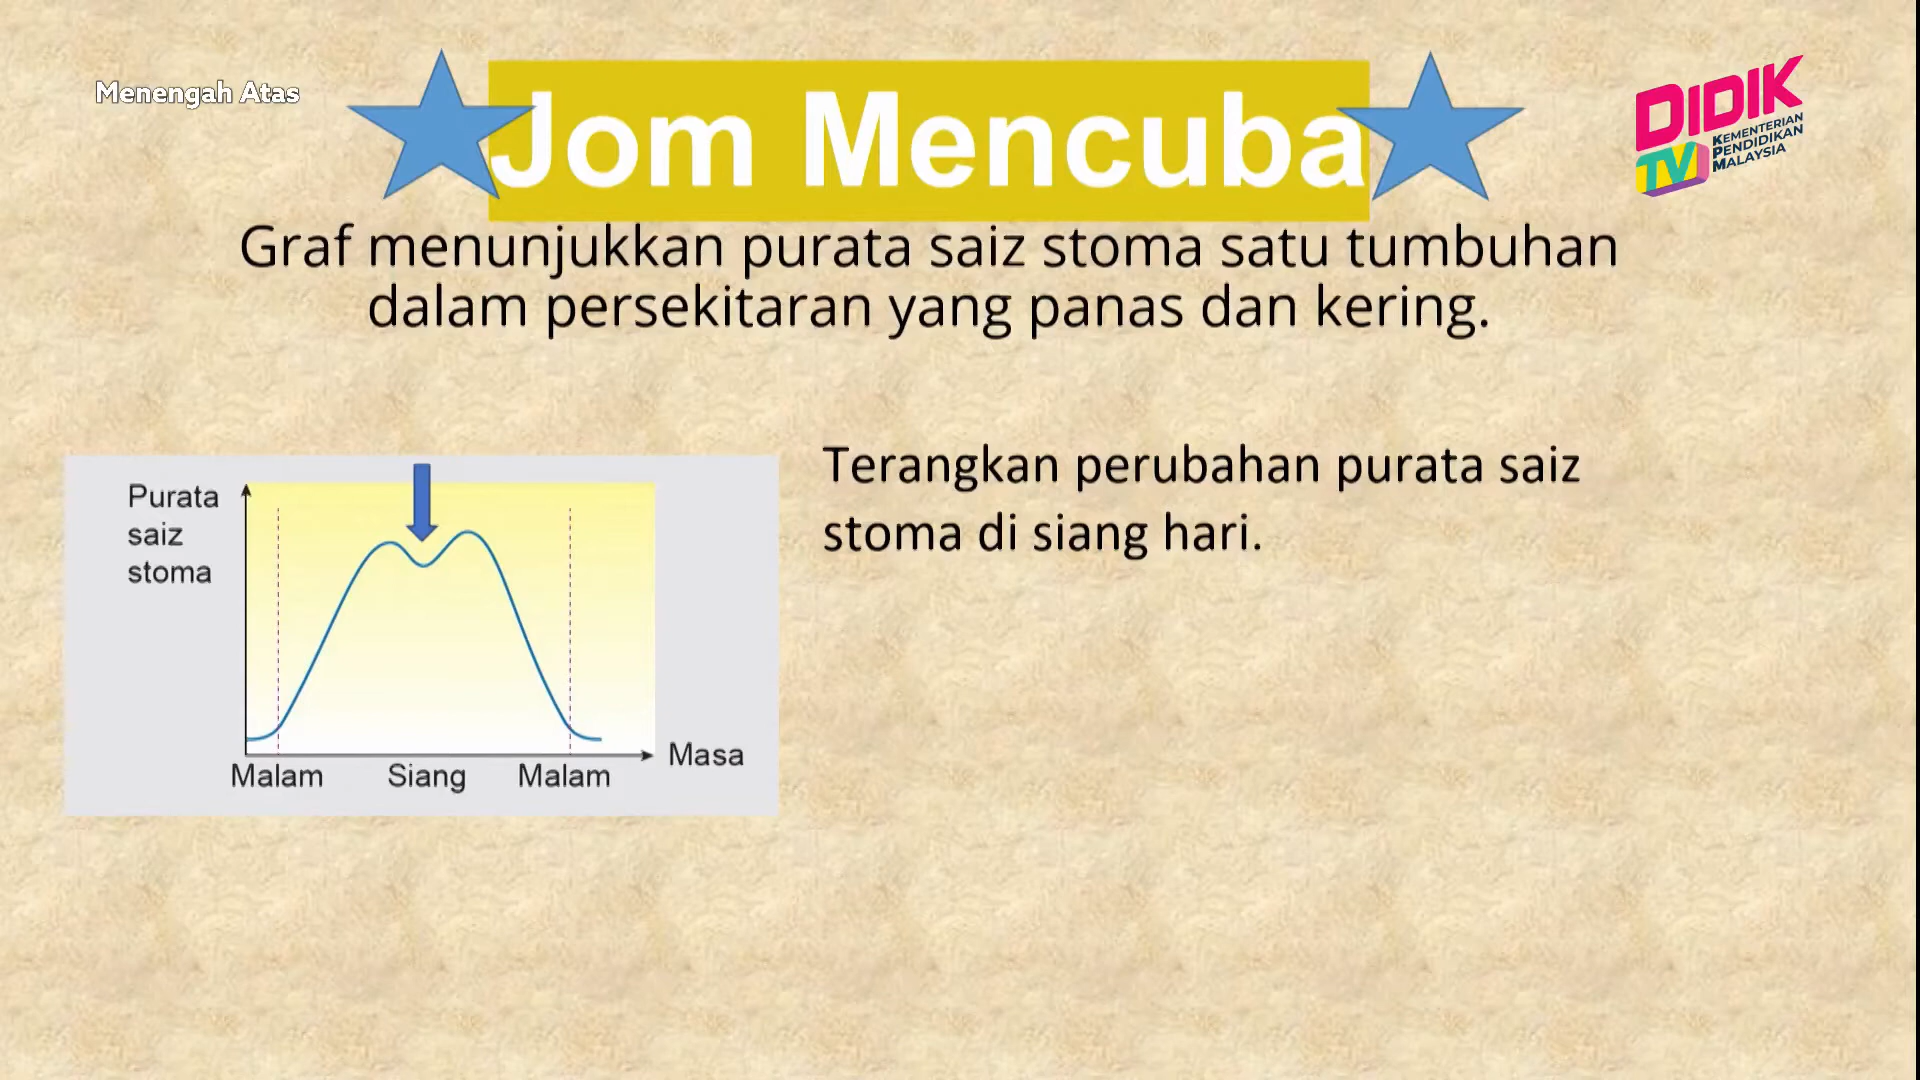 Menengah Atas
Jom Mencuba
DIDIK
TV
KEMENTERIAN
PENDIDIKAN
MALAYSIA
Graf menunjukkan purata saiz stoma satu tumbuhan
dalam persekitaran yang panas dan kering.
Purata
saiz
stoma
Masa
Malam Siang Malam
Terangkan perubahan purata saiz
stoma di siang hari.